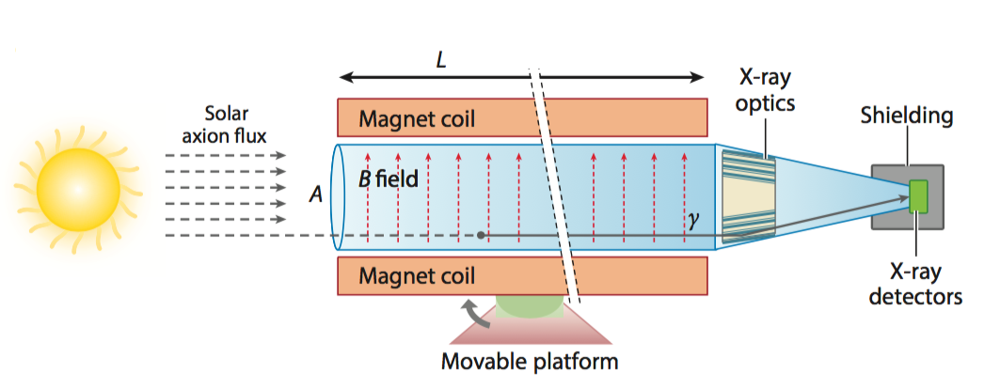 L
X-ray
optics
Solar
axion flux
Magnet coil
Shielding
B field
A
γ
Magnet coil
X-ray
detectors
Movable platform